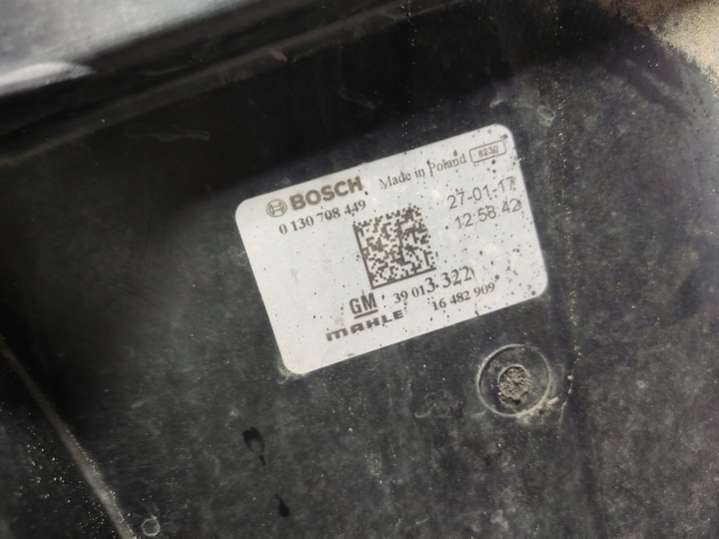 BOSCH Made in Poland 8230
0 130 708 449 27-01-17
12:58:42
GM 39 013 322
MAHLE 16 482 909